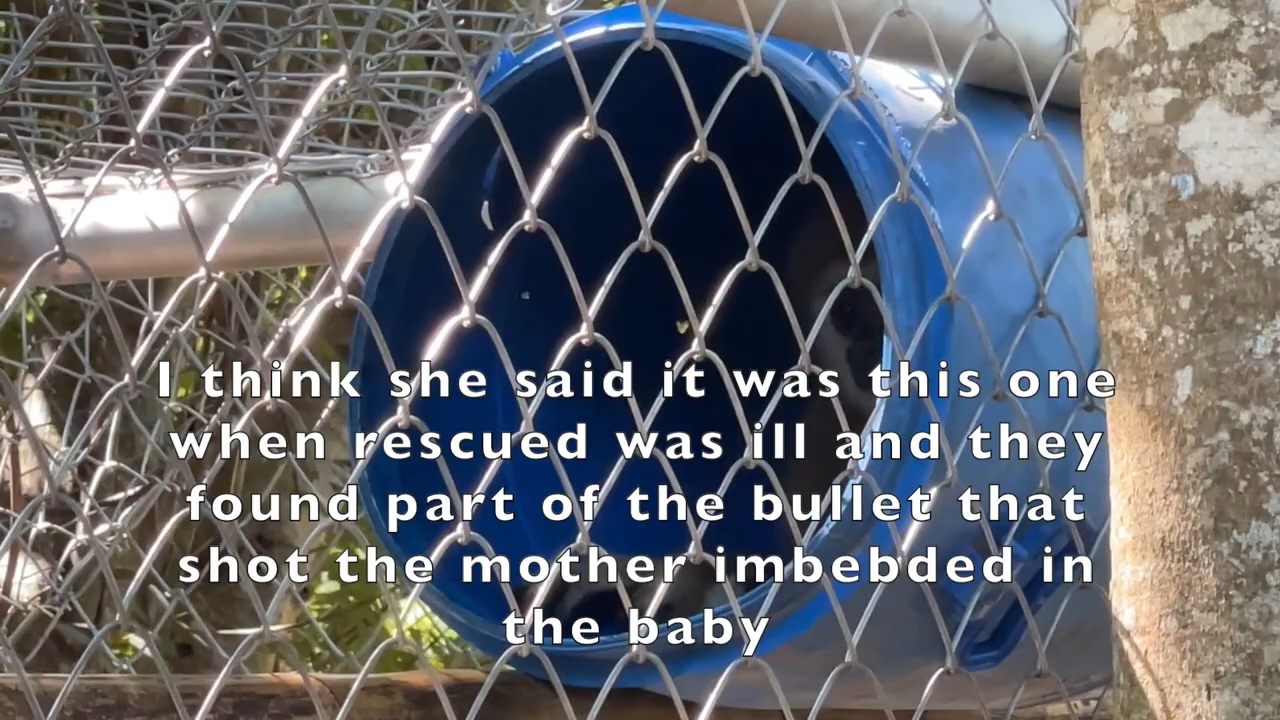 I think she said it was this one
when rescued was ill and they
found part of the bullet that
shot the mother imbebded in
the baby